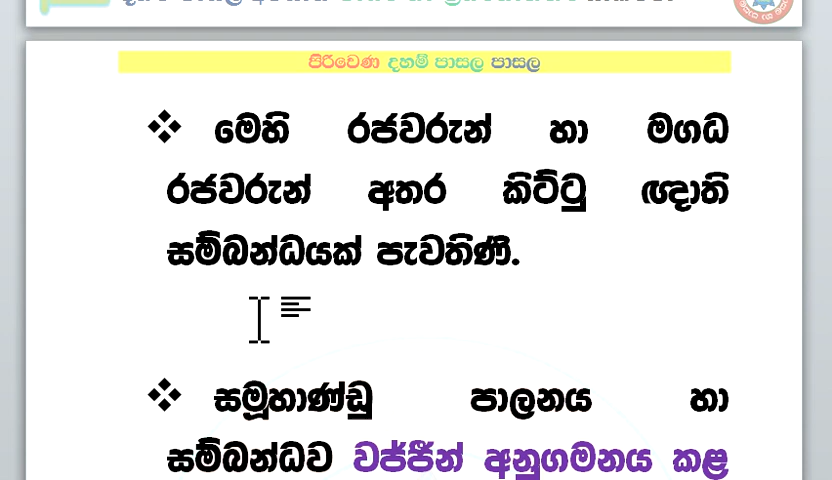 පිරිවෙණ දහම් පාසල පාසල
❖ මෙහි රජවරුන් හා මගධ
රජවරුන් අතර කිට්ටු ඥාති
සම්බන්ධයක් පැවතිණි.
❖ සමූහාණ්ඩු පාලනය හා
සම්බන්ධව වජ්ජීන් අනුගමනය කළ